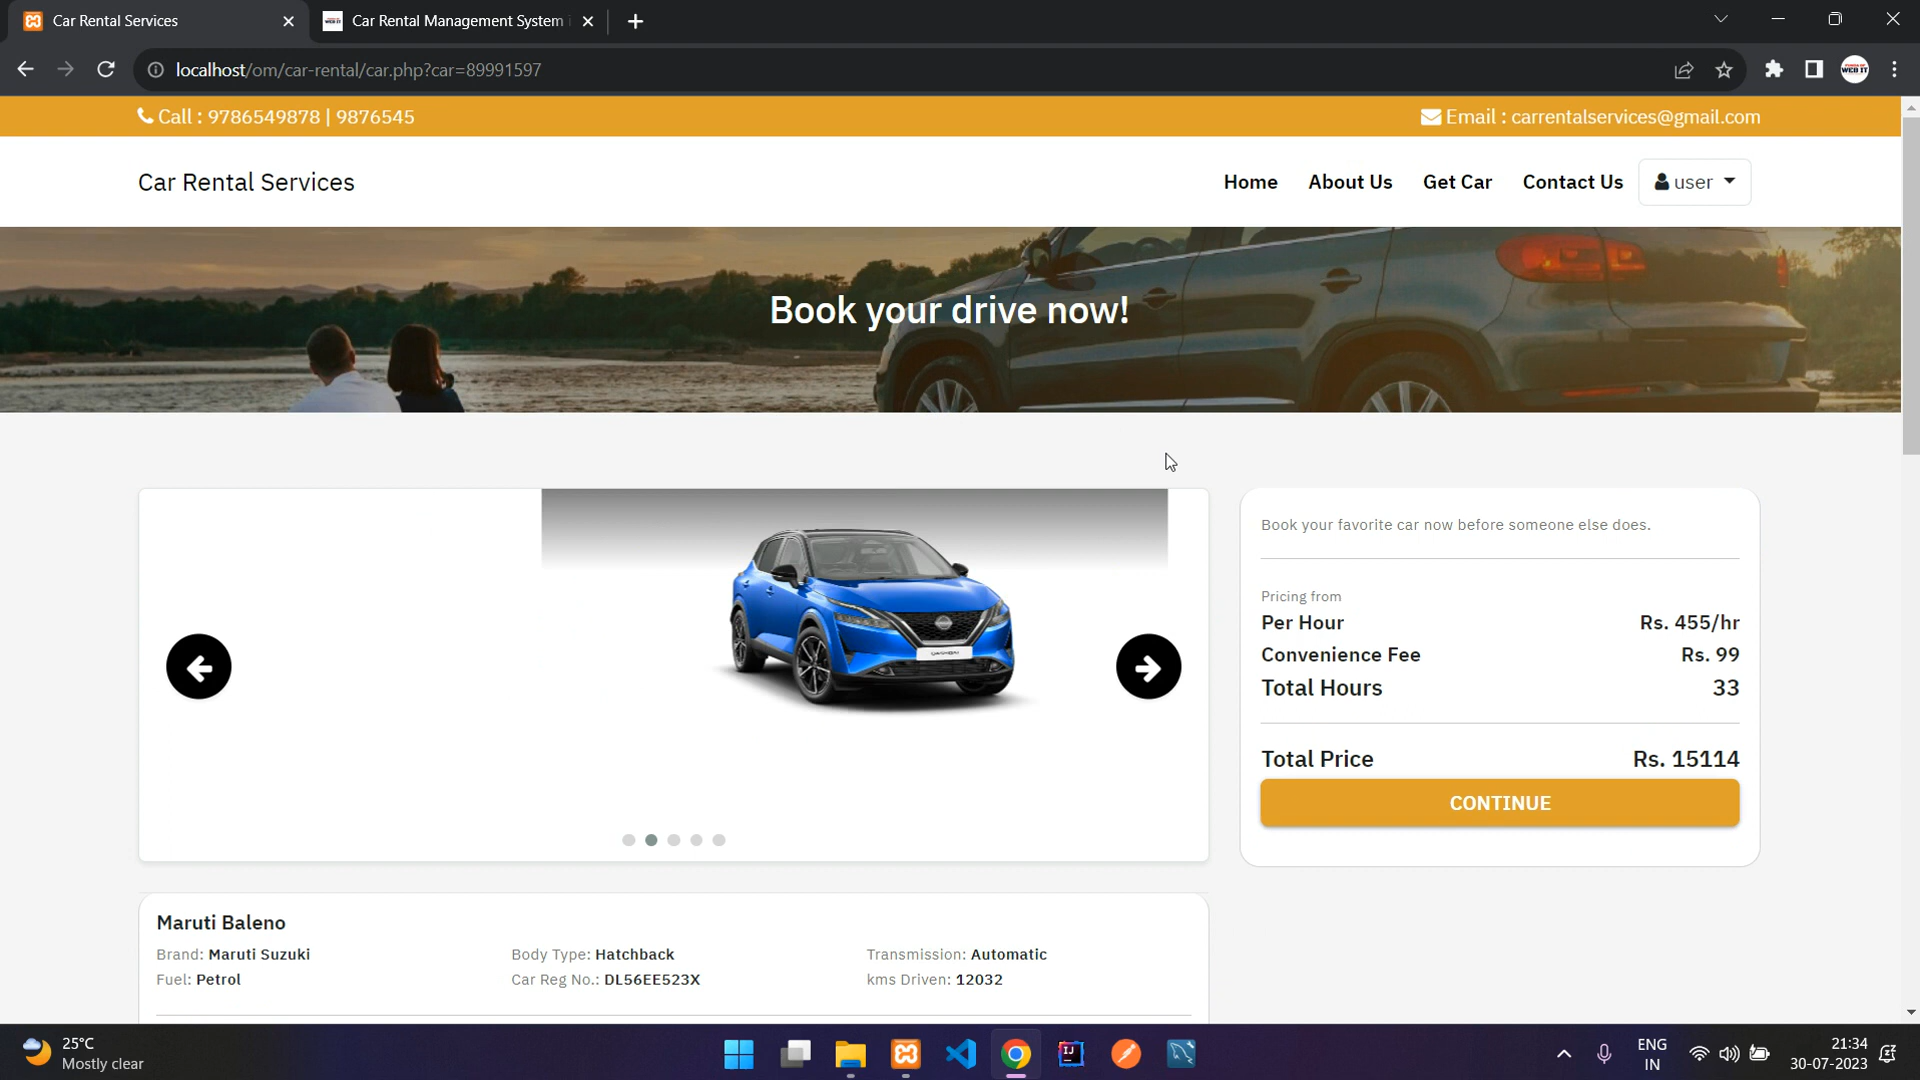 Car Rental Services
Car Rental Management System
localhost/om/car-rental/car.php?car=89991597
WEB IT
Call : 9786549878 | 9876545
Email : carrentalservices@gmail.com
Car Rental Services
Home
About Us
Get Car
Contact Us
user
Book your drive now!
Book your favorite car now before someone else does.
Pricing from
Per Hour Rs. 455/hr
Convenience Fee Rs. 99
Total Hours 33
Total Price Rs. 15114
CONTINUE
Maruti Baleno
Brand: Maruti Suzuki Body Type: Hatchback Transmission: Automatic
Fuel: Petrol Car Reg No.: DL56EE523X kms Driven: 12032
25°C
Mostly clear
IJ
ENG
IN
21:34
30-07-2023